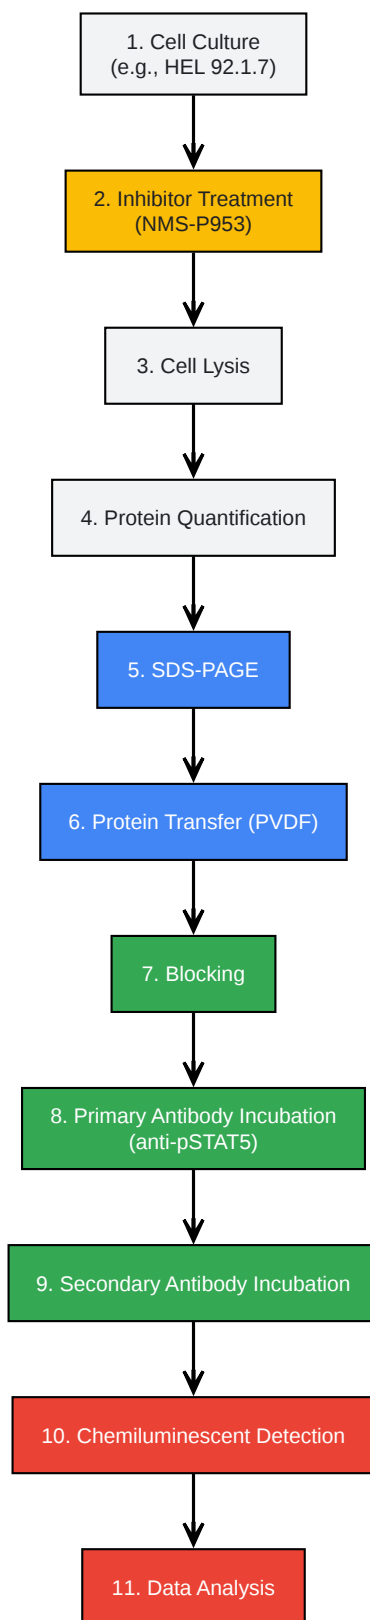 1. Cell Culture
(e.g., HEL 92.1.7)
2. Inhibitor Treatment
(NMS-P953)
3. Cell Lysis
4. Protein Quantification
5. SDS-PAGE
6. Protein Transfer (PVDF)
7. Blocking
8. Primary Antibody Incubation
(anti-pSTAT5)
9. Secondary Antibody Incubation
10. Chemiluminescent Detection
11. Data Analysis